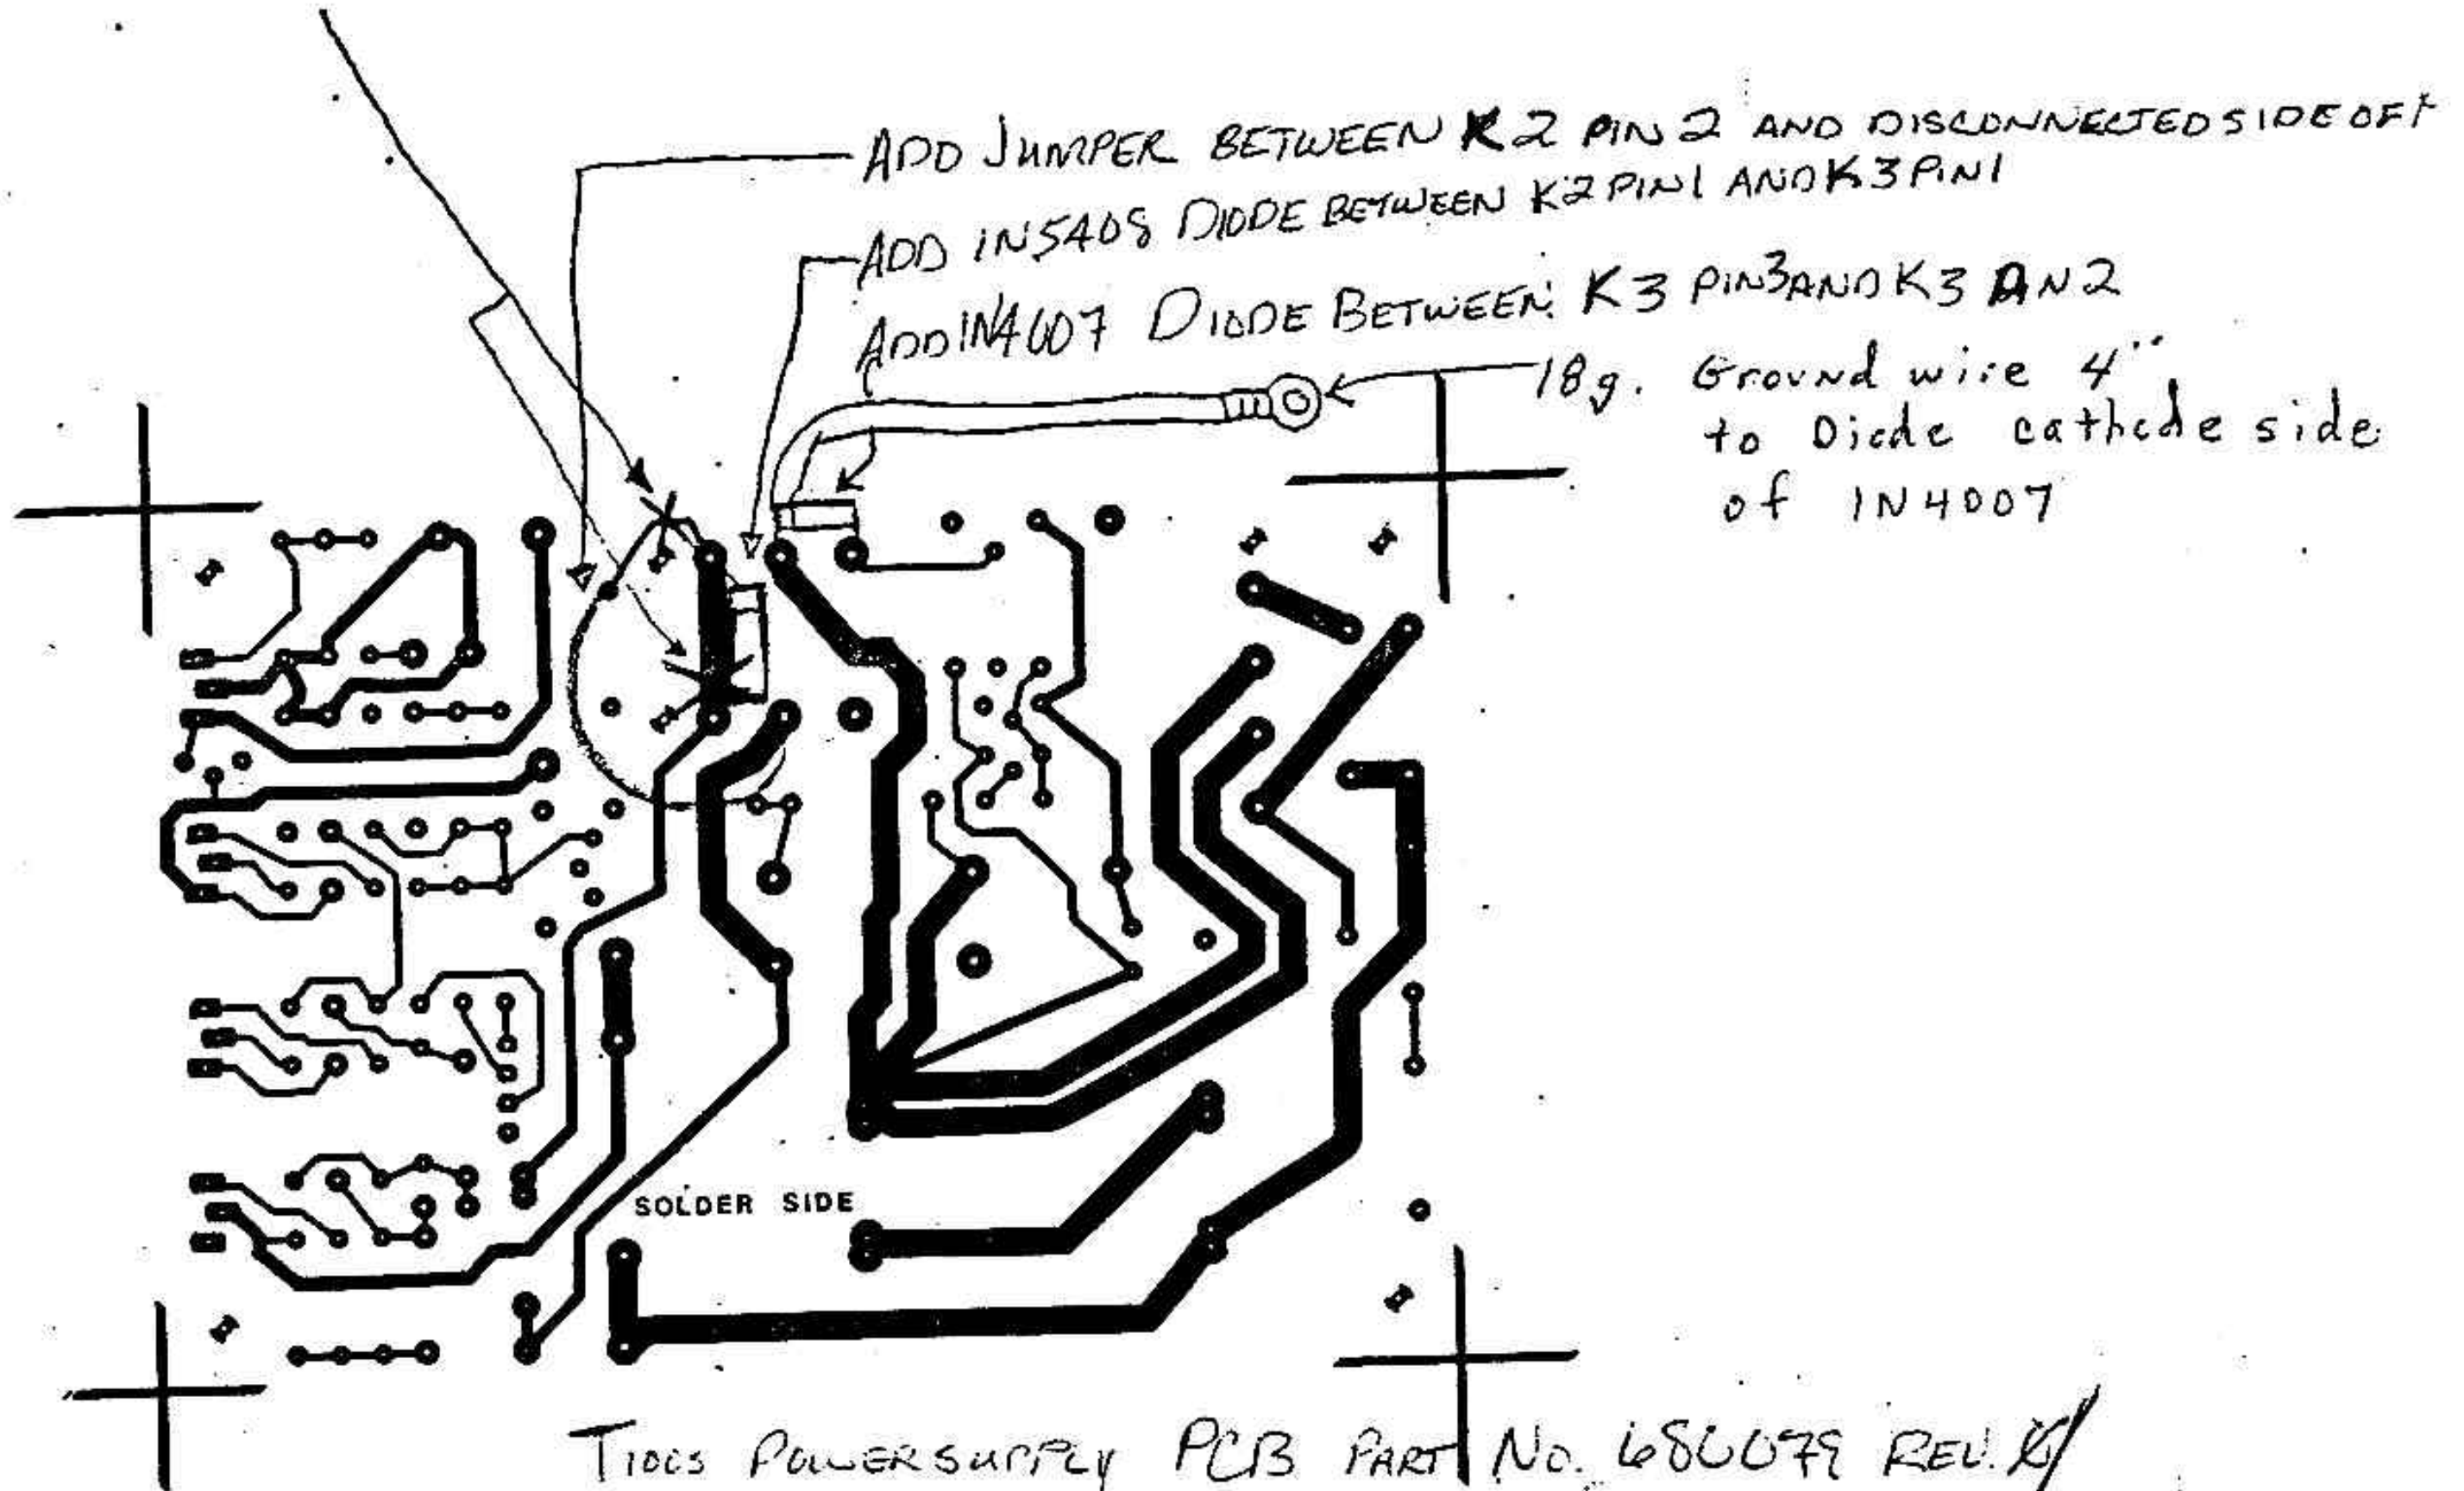 ADD JUMPER BETWEEN K2 PIN 2 AND DISCONNECTED SIDE OF
ADD IN5408 DIODE BETWEEN K2 PIN1 AND K3 PIN1
ADD IN4007 DIODE BETWEEN K3 PIN3 AND K3 PIN2
18g. Ground wire 4"
to Diode cathode side
of IN4007
SOLDER SIDE
POWERSUPPLY PCB PART No. 680079 REV.